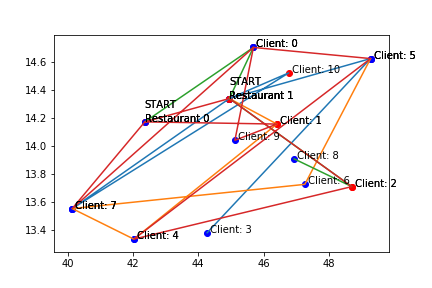 Client: 0
14.6
Client: 5
Client: 10
14.4
START
START
Restaurant 1
14.2
Restaurant 0
Client: 1
14.0
Client: 9
13.8
Client: 8
Client: 6
Client: 2
13.6
Client: 7
13.4
Client: 4
Client: 3
40
42
44
46
48